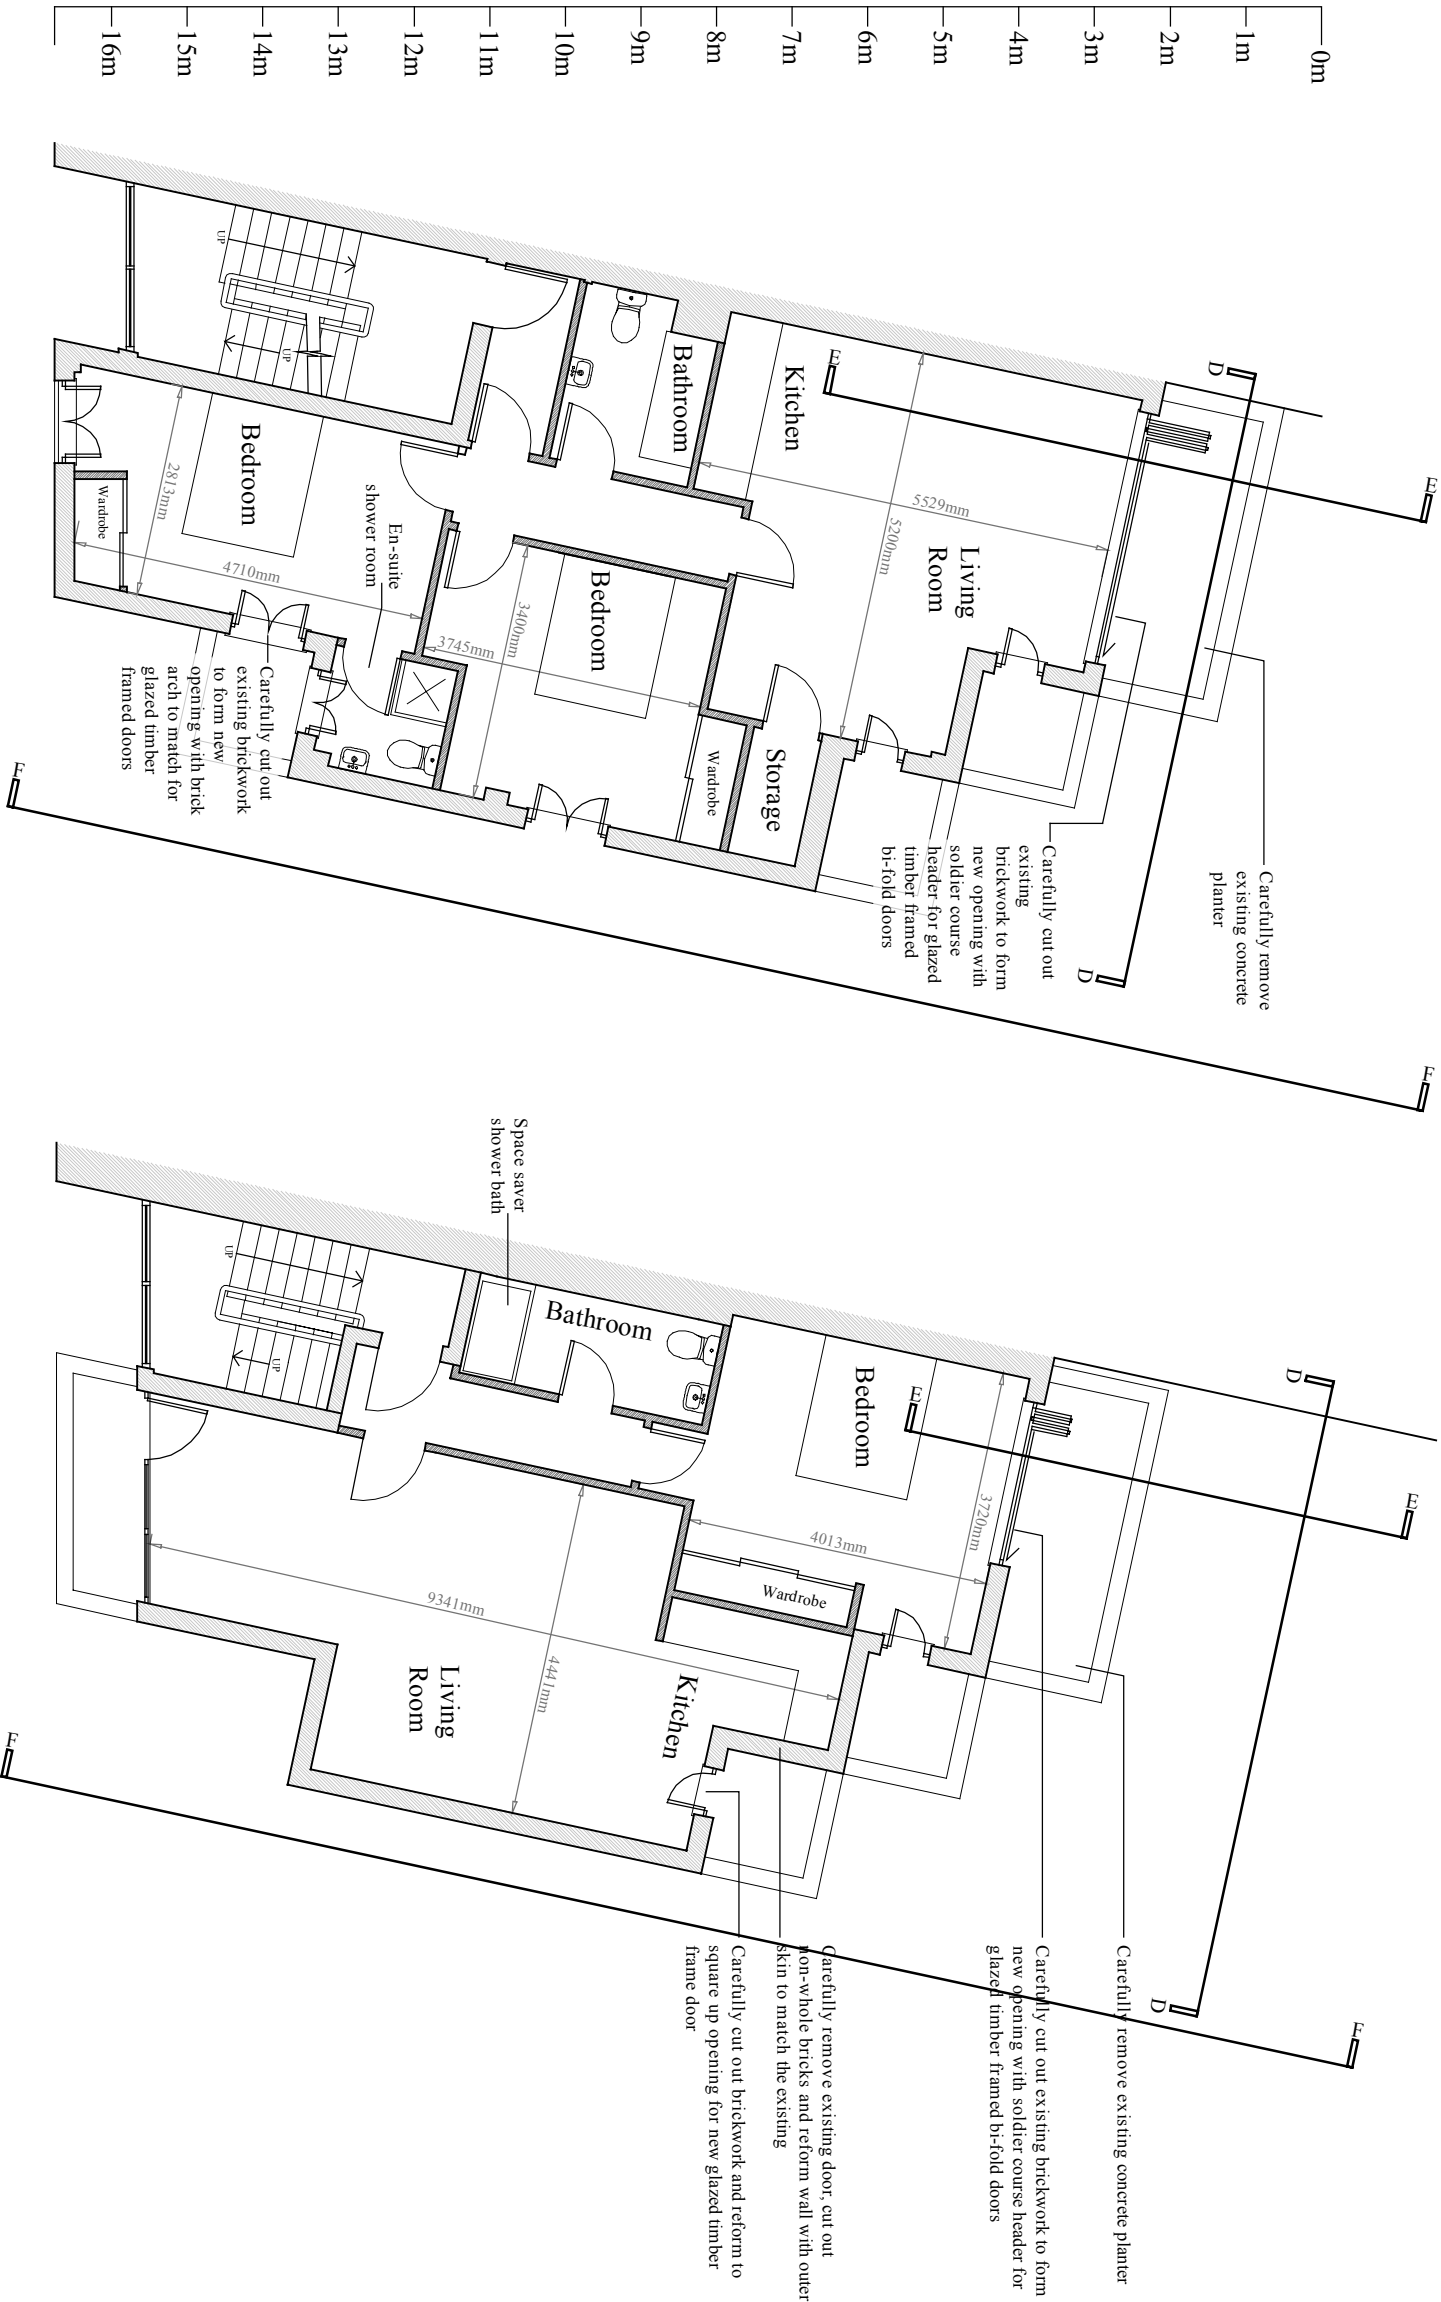 0m
1m
2m
3m
4m
5m
6m
7m
8m
9m
10m
11m
12m
13m
14m
15m
16m
D
E
E
D
F
F
Carefully remove
existing concrete
planter
Carefully cut out
existing
brickwork to form
new opening with
soldier course
header for glazed
timber framed
bi-fold doors
Living
Room
5529mm
5200mm
Kitchen
Storage
Bathroom
Wardrobe
Bedroom
3400mm
3745mm
En-suite
shower room
Bedroom
4710mm
2813mm
Wardrobe
UP
UP
Carefully cut out
existing brickwork
to form new
opening with brick
arch to match for
glazed timber
framed doors
D
E
E
D
F
F
Carefully remove existing concrete planter
Carefully cut out existing brickwork to form
new opening with soldier course header for
glazed timber framed bi-fold doors
Carefully remove existing door, cut out
non-whole bricks and reform wall with outer
skin to match the existing
Carefully cut out brickwork and reform to
square up opening for new glazed timber
frame door
Bedroom
3720mm
4013mm
Wardrobe
Kitchen
Bathroom
Space saver
shower bath
Living
Room
4441mm
9341mm
UP
UP